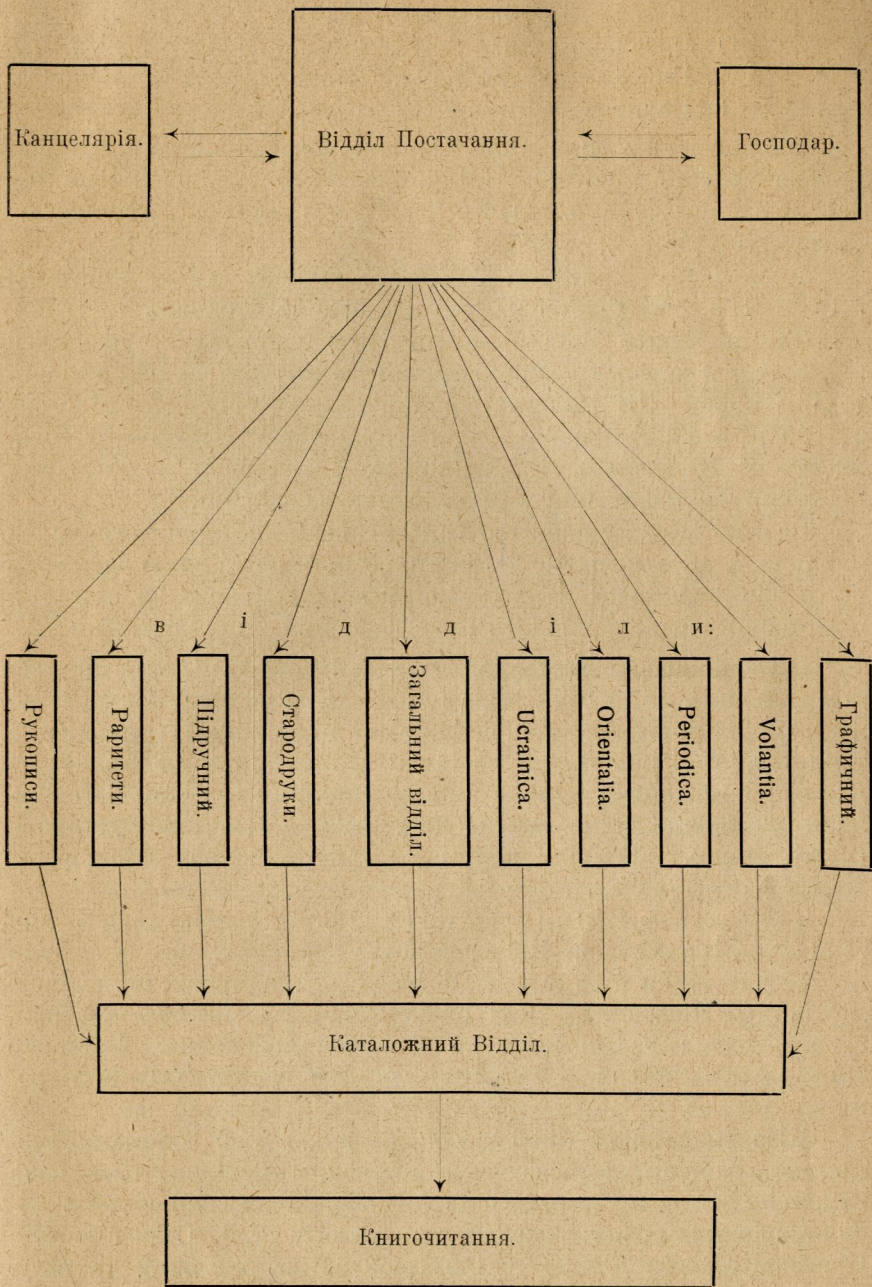 Канцелярія.
Відділ Постачання.
Господар.
в і д д і л и:
Рукописи.
Раритети.
Підручний.
Стародруки.
Загальний відділ.
Ucrainica.
Orientalia.
Periodica.
Volantia.
Графичний.
Каталожний Відділ.
Книгочитання.